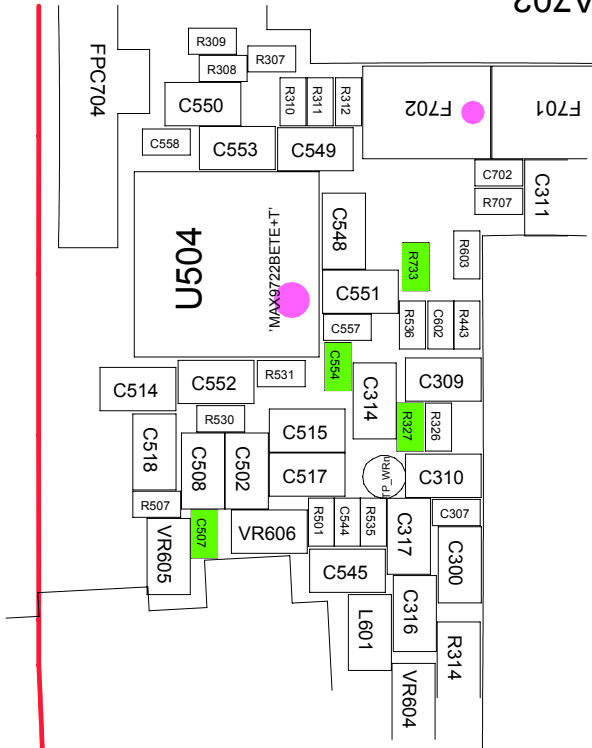 A702
R309
R308
R307
FPC704
C550
R310
R311
R312
F702
F701
C558
C553
C549
C702
R707
C311
U504
'MAX9722BETE+T'
C548
R603
R733
C551
R536
C602
R443
C557
C554
C314
C309
C514
C552
R531
R530
R327
R326
C518
C508
C502
C515
C517
TP_WRn
C310
R507
C507
VR605
VR606
R501
C544
R535
C317
C307
C300
C545
L601
C316
R314
VR604